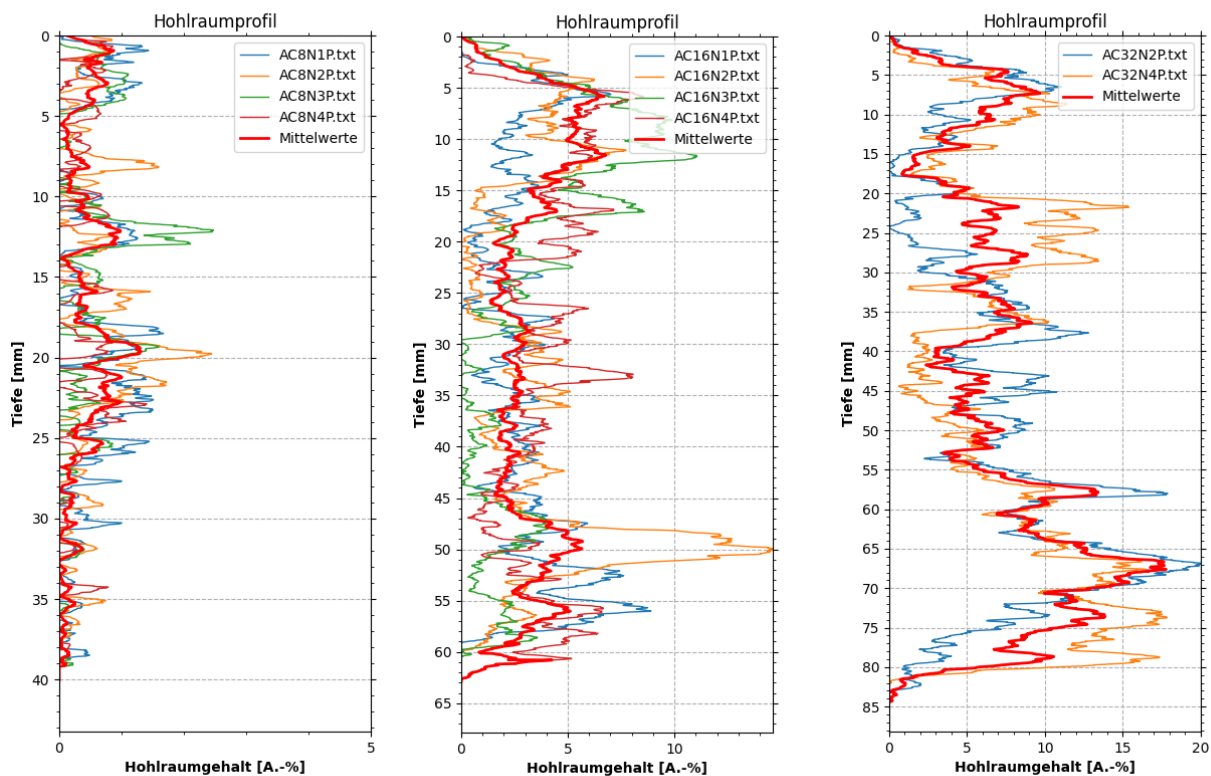 Hohlraumprofil
AC8N1P.txt
AC8N2P.txt
AC8N3P.txt
AC8N4P.txt
Mittelwerte
0
5
10
15
20
25
30
35
40
Tiefe [mm]
0
5
Hohlraumgehalt [A.-%]
Hohlraumprofil
AC16N1P.txt
AC16N2P.txt
AC16N3P.txt
AC16N4P.txt
Mittelwerte
0
5
10
15
20
25
30
35
40
45
50
55
60
65
Tiefe [mm]
0
5
10
Hohlraumgehalt [A.-%]
Hohlraumprofil
AC32N2P.txt
AC32N4P.txt
Mittelwerte
0
5
10
15
20
25
30
35
40
45
50
55
60
65
70
75
80
85
Tiefe [mm]
0
5
10
15
20
Hohlraumgehalt [A.-%]